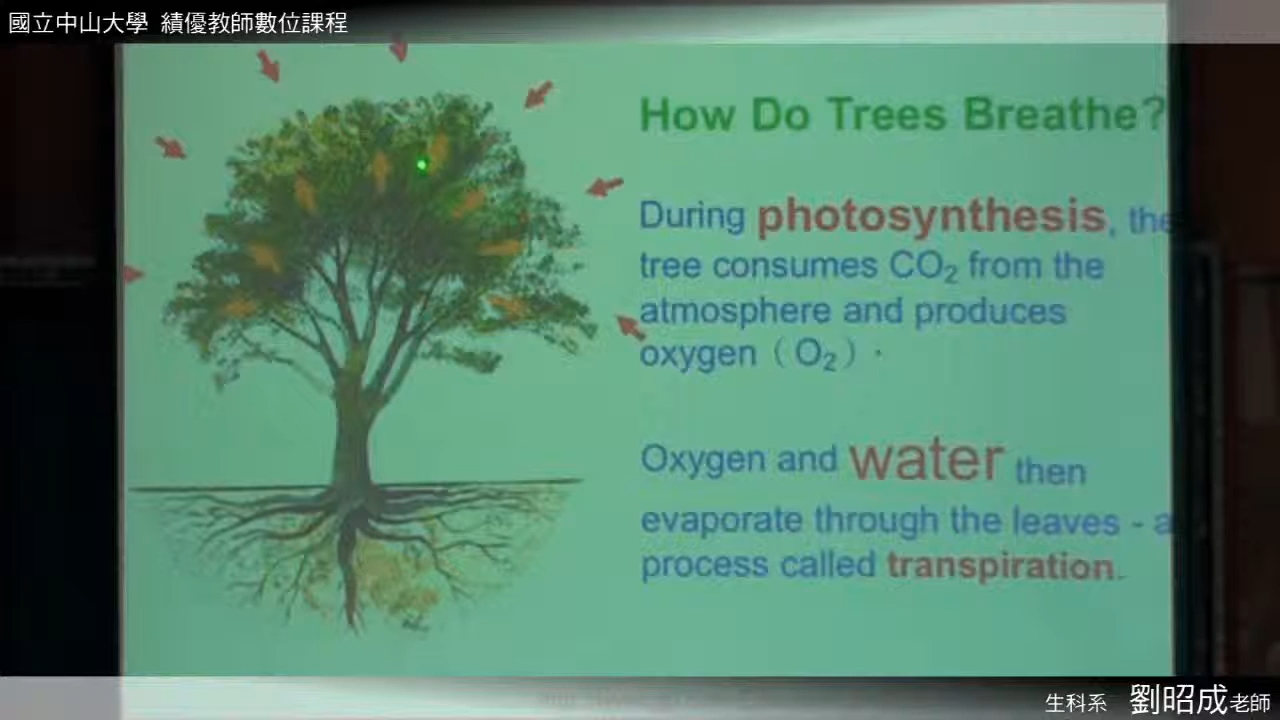 國立中山大學 績優教師數位課程
How Do Trees Breathe?
During photosynthesis, the
tree consumes CO₂ from the
atmosphere and produces
oxygen（O₂）.
Oxygen and water then
evaporate through the leaves - a
process called transpiration.
生科系 劉昭成老師